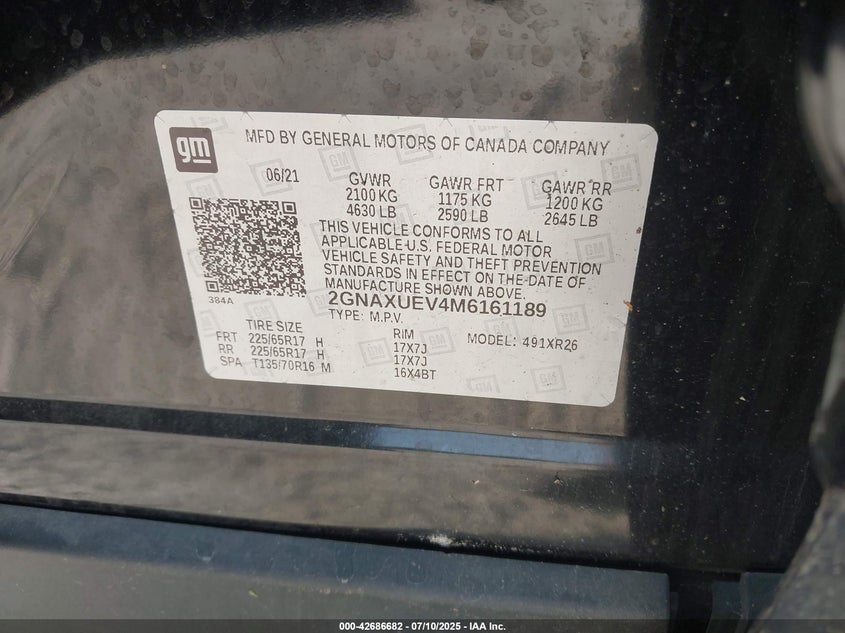 gm
MFD BY GENERAL MOTORS OF CANADA COMPANY
06/21 GVWR GAWR FRT GAWR RR
2100 KG 1175 KG 1200 KG
4630 LB 2590 LB 2645 LB
THIS VEHICLE CONFORMS TO ALL
APPLICABLE U.S. FEDERAL MOTOR
VEHICLE SAFETY AND THEFT PREVENTION
STANDARDS IN EFFECT ON THE DATE OF
MANUFACTURE SHOWN ABOVE.
384A
2GNAXUEV4M6161189
TYPE: M.P.V.
TIRE SIZE RIM MODEL: 491XR26
FRT 225/65R17 H 17X7J
RR 225/65R17 H 17X7J
SPA T135/70R16 M 16X4BT
000-42686682 / 07/10/2025 - IAA Inc.